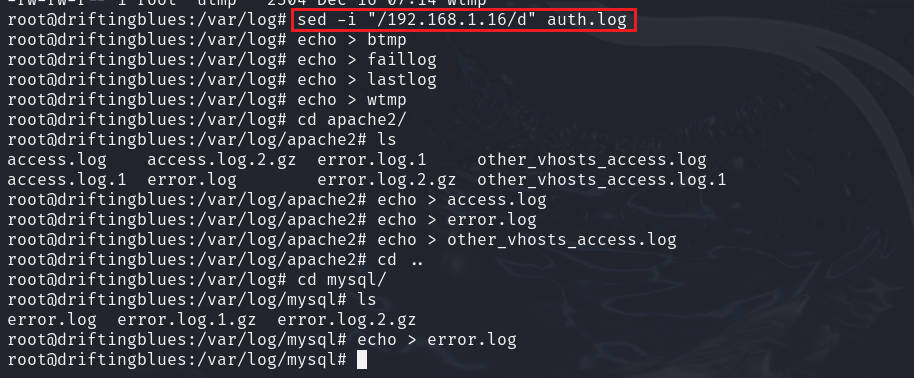 -rw-rw-r-- 1 root utmp 2304 Dec 16 07:14 wtmp
root@driftingblues:/var/log# sed -i "/192.168.1.16/d" auth.log
root@driftingblues:/var/log# echo > btmp
root@driftingblues:/var/log# echo > faillog
root@driftingblues:/var/log# echo > lastlog
root@driftingblues:/var/log# echo > wtmp
root@driftingblues:/var/log# cd apache2/
root@driftingblues:/var/log/apache2# ls
access.log    access.log.2.gz  error.log.1     other_vhosts_access.log
access.log.1  error.log        error.log.2.gz  other_vhosts_access.log.1
root@driftingblues:/var/log/apache2# echo > access.log
root@driftingblues:/var/log/apache2# echo > error.log
root@driftingblues:/var/log/apache2# echo > other_vhosts_access.log
root@driftingblues:/var/log/apache2# cd ..
root@driftingblues:/var/log# cd mysql/
root@driftingblues:/var/log/mysql# ls
error.log  error.log.1.gz  error.log.2.gz
root@driftingblues:/var/log/mysql# echo > error.log
root@driftingblues:/var/log/mysql#